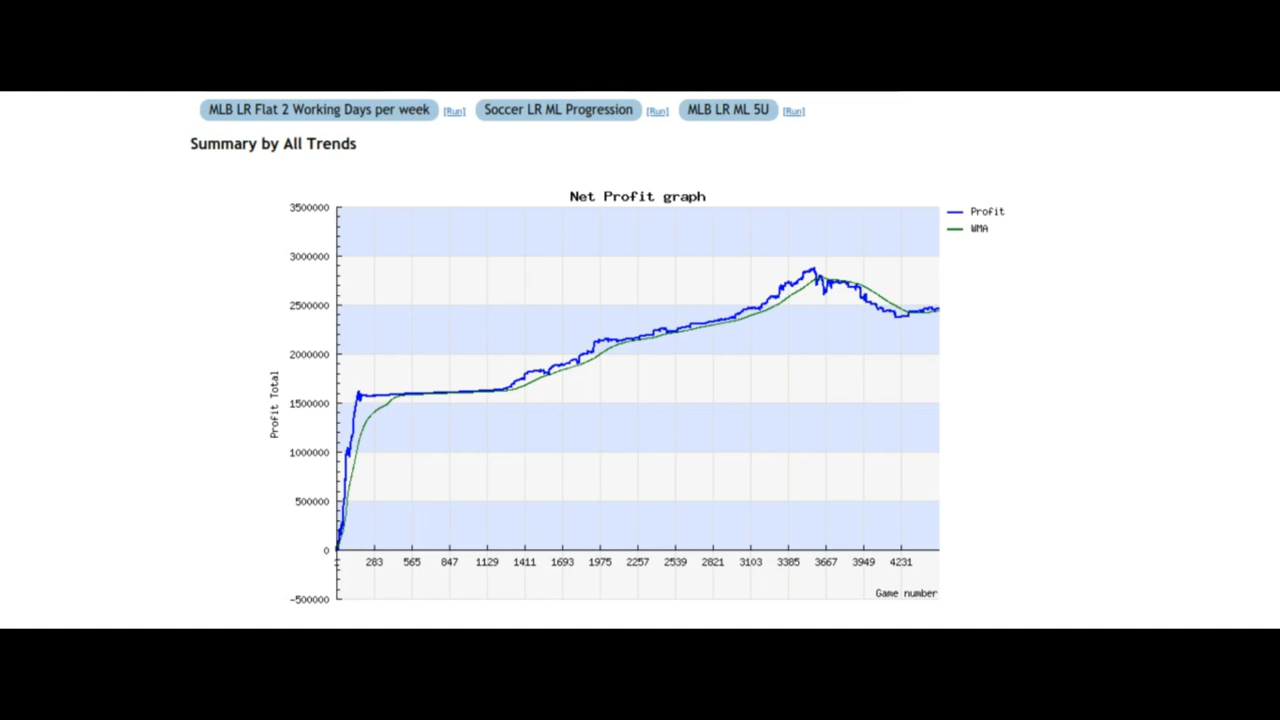 MLB LR Flat 2 Working Days per week [Run] Soccer LR ML Progression [Run] MLB LR ML 5U [Run]
Summary by All Trends
Net Profit graph
3500000
3000000
2500000
2000000
1500000
1000000
500000
0
-500000
Profit Total
1 283 565 847 1129 1411 1693 1975 2257 2539 2821 3103 3385 3667 3949 4231
Game number
Profit
WMA